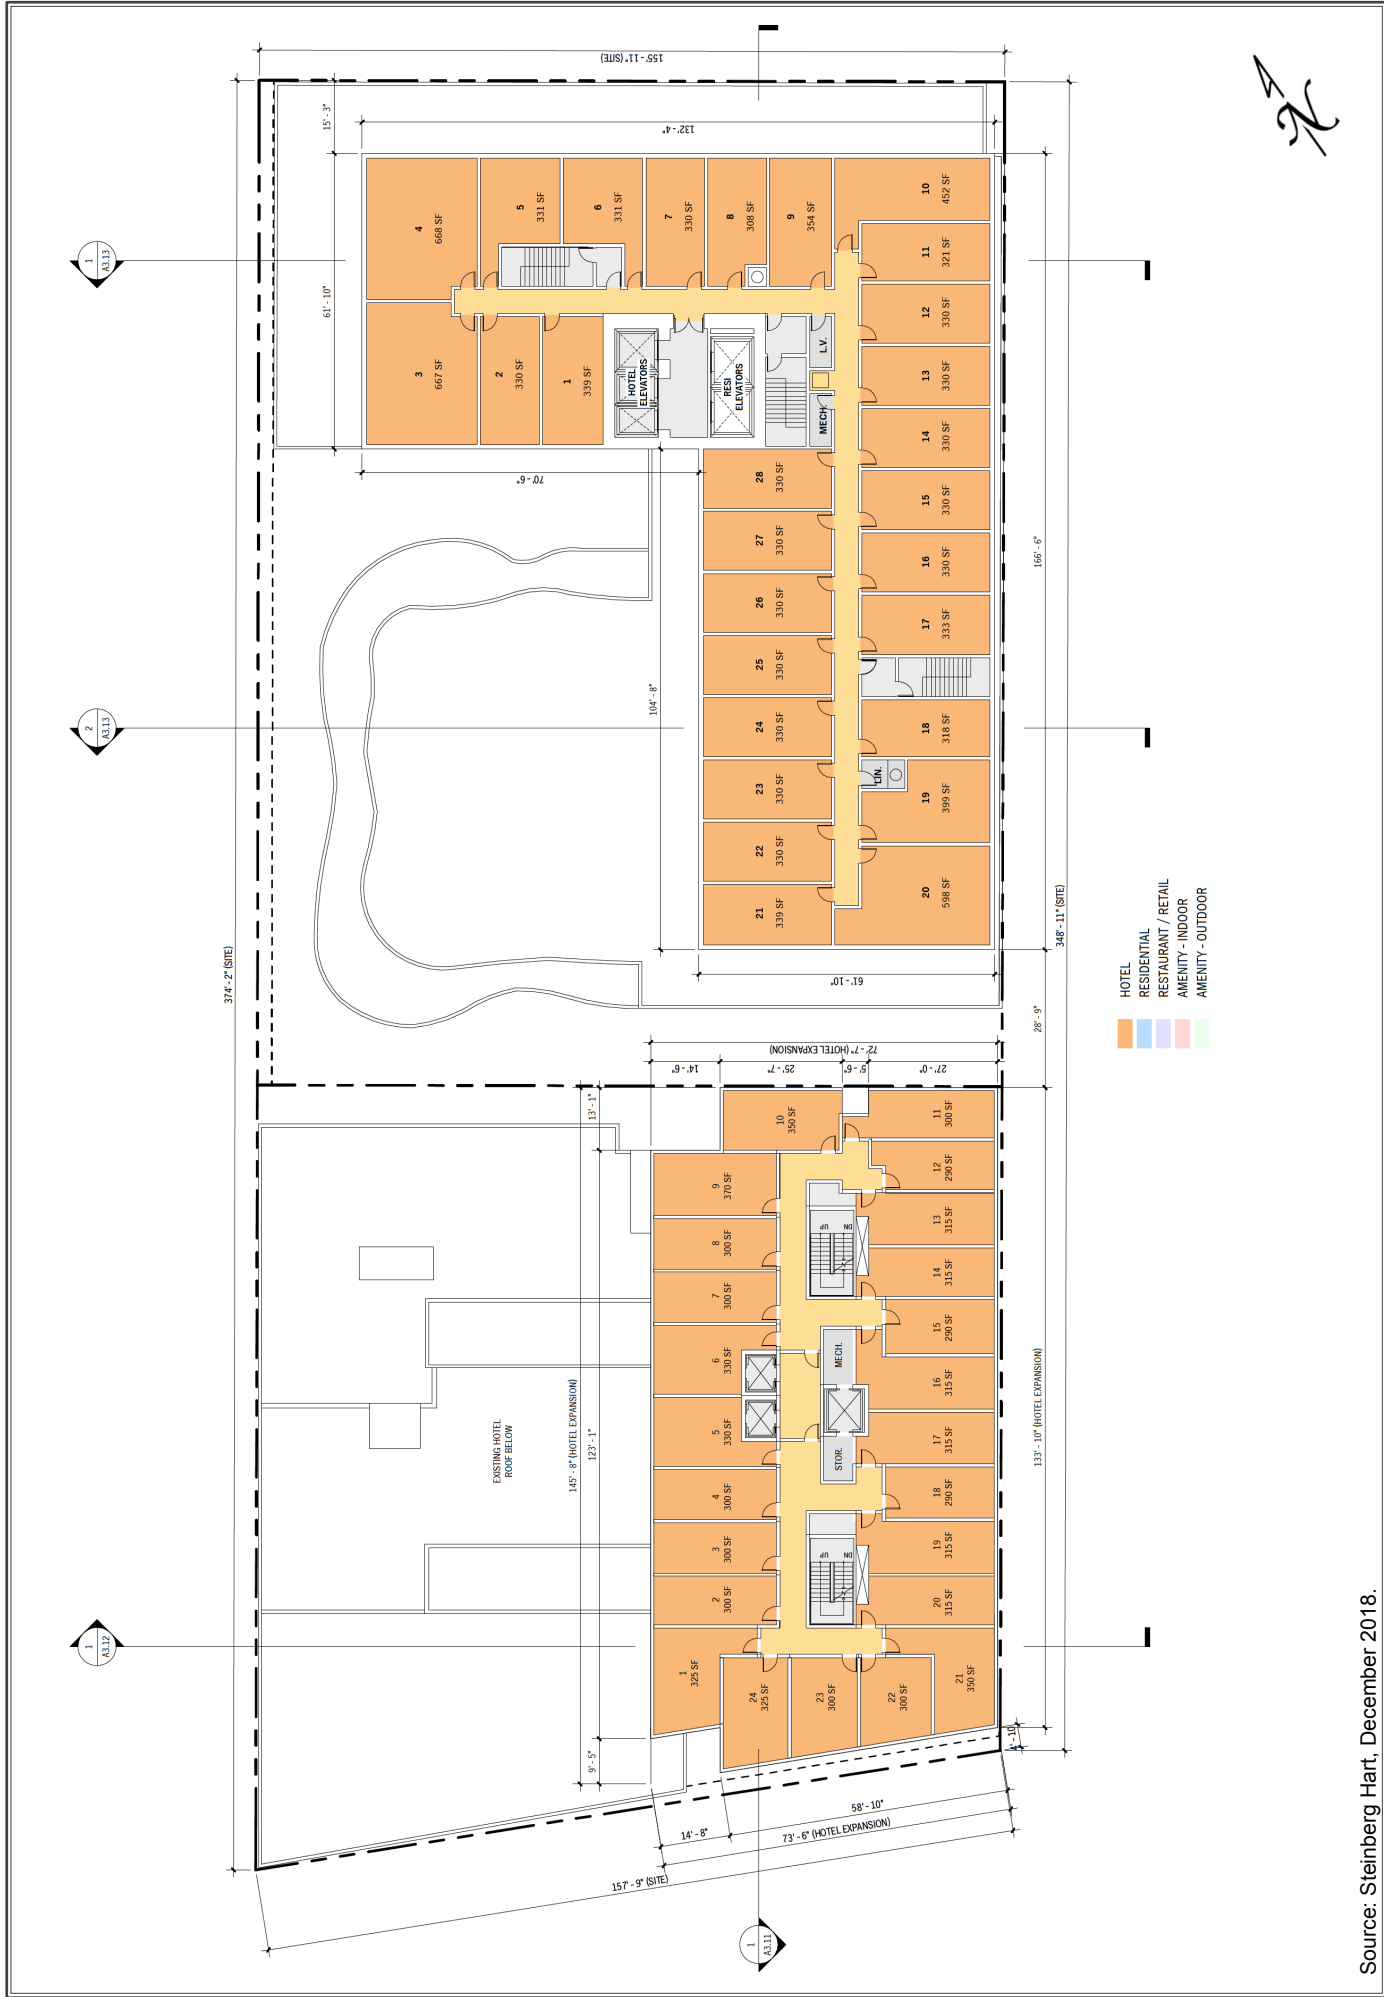 155' - 11" (SITE)
374' - 2" (SITE)
15' - 3"
132' - 4"
61' - 10"
1
A3.13
2
A3.13
1
A3.12
1
A3.11
4
668 SF
5
331 SF
6
331 SF
7
330 SF
8
308 SF
9
354 SF
10
452 SF
3
667 SF
2
330 SF
1
339 SF
HOTEL
ELEVATORS
RESI
ELEVATORS
L.V.
MECH.
11
321 SF
12
330 SF
13
330 SF
14
330 SF
15
330 SF
16
330 SF
17
333 SF
18
318 SF
LIN.
19
399 SF
20
598 SF
28
330 SF
27
330 SF
26
330 SF
25
330 SF
24
330 SF
23
330 SF
22
330 SF
21
339 SF
70' - 6"
104' - 8"
166' - 6"
61' - 10"
348' - 11" (SITE)
28' - 9"
72' - 7" (HOTEL EXPANSION)
14' - 6"
25' - 7"
5' - 6"
27' - 0"
13' - 1"
HOTEL
RESIDENTIAL
RESTAURANT / RETAIL
AMENITY - INDOOR
AMENITY - OUTDOOR
10
350 SF
11
300 SF
9
370 SF
12
290 SF
8
300 SF
UP
DN
13
315 SF
7
300 SF
14
315 SF
6
330 SF
MECH.
15
290 SF
16
315 SF
5
330 SF
STOR.
17
315 SF
4
300 SF
18
290 SF
3
300 SF
UP
DN
19
315 SF
2
300 SF
20
315 SF
1
325 SF
24
325 SF
23
300 SF
22
300 SF
21
350 SF
EXISTING HOTEL
ROOF BELOW
145' - 8" (HOTEL EXPANSION)
123' - 1"
133' - 10" (HOTEL EXPANSION)
9' - 5"
14' - 8"
58' - 10"
73' - 6" (HOTEL EXPANSION)
157' - 9" (SITE)
N
Source: Steinberg Hart, December 2018.